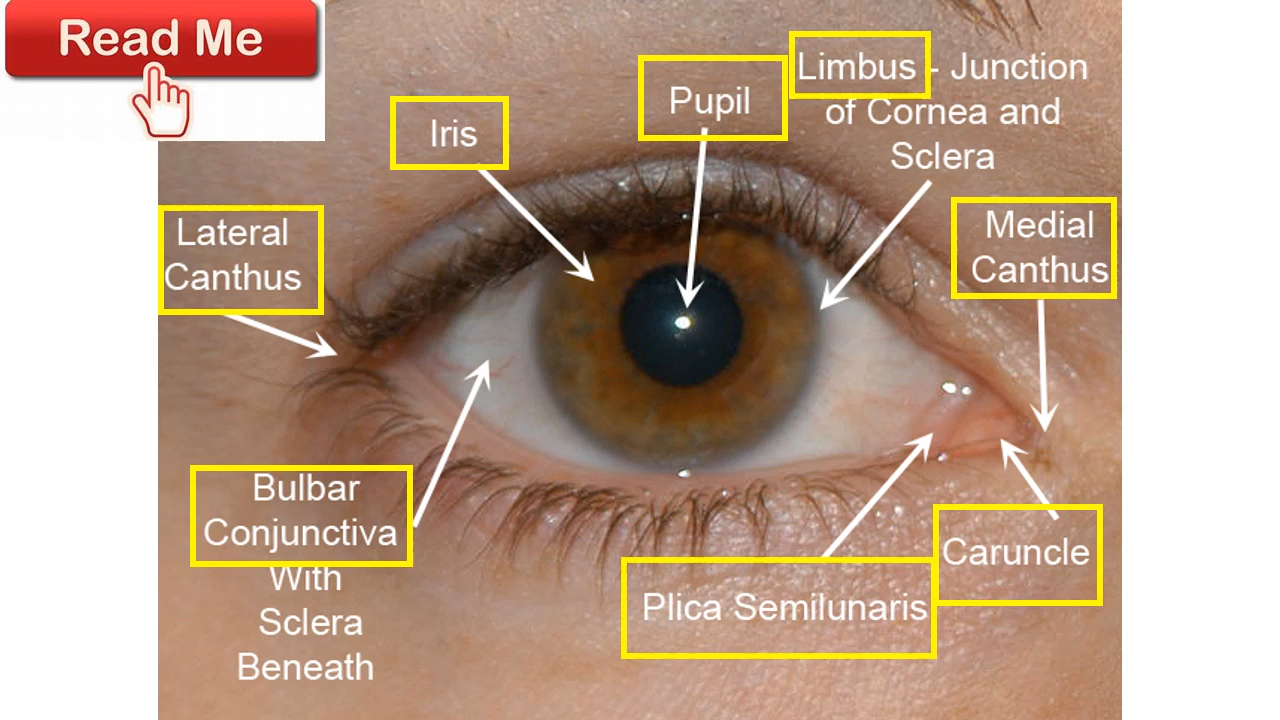 Read Me
Limbus - Junction
of Cornea and
Sclera
Pupil
Iris
Lateral
Canthus
Medial
Canthus
Bulbar
Conjunctiva
With
Sclera
Beneath
Caruncle
Plica Semilunaris